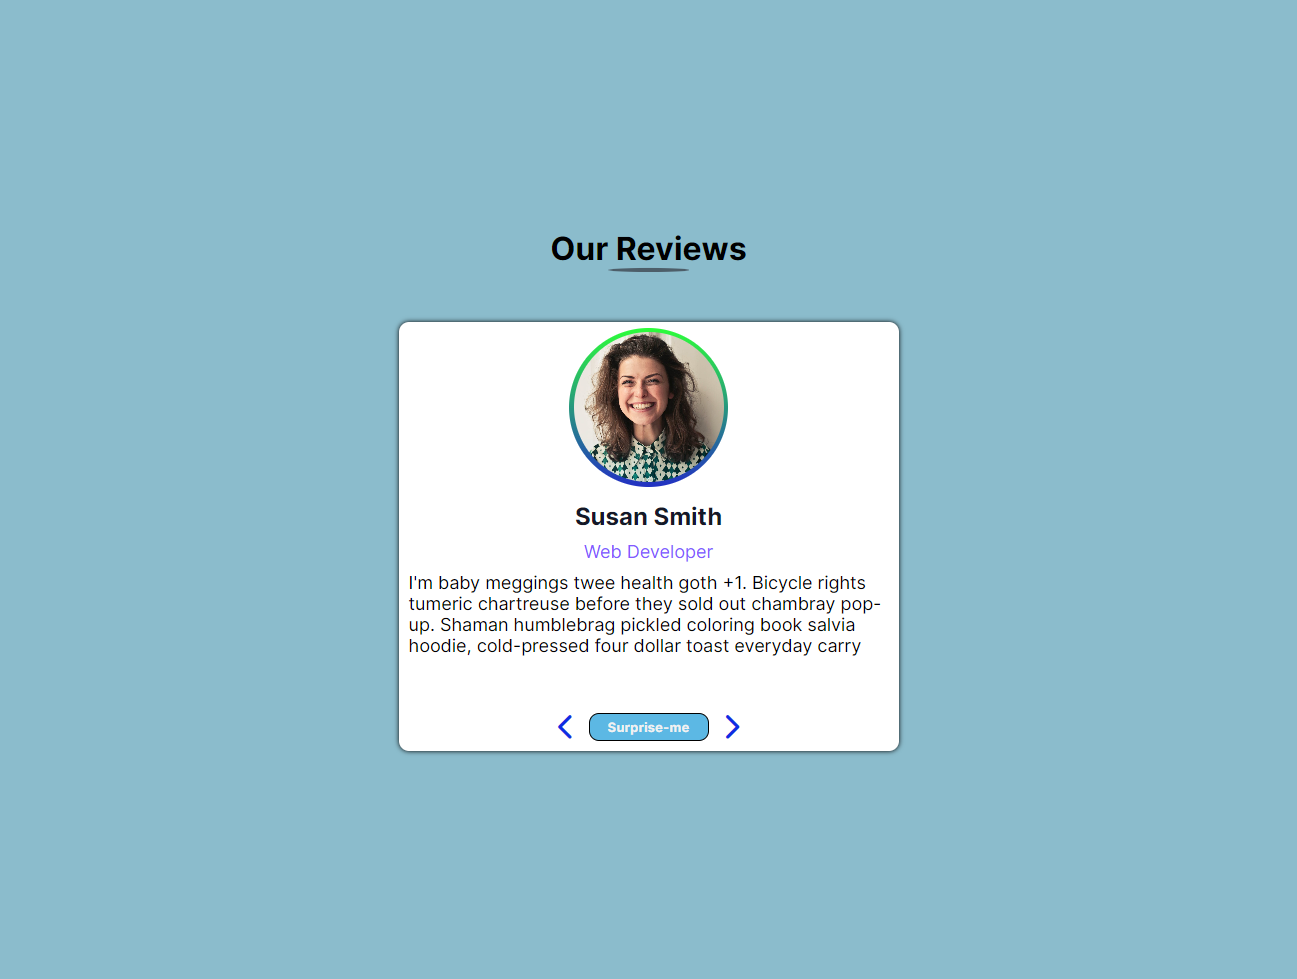 Our Reviews
Susan Smith
Web Developer
I'm baby meggings twee health goth +1. Bicycle rights
tumeric chartreuse before they sold out chambray pop-
up. Shaman humblebrag pickled coloring book salvia
hoodie, cold-pressed four dollar toast everyday carry
Surprise-me